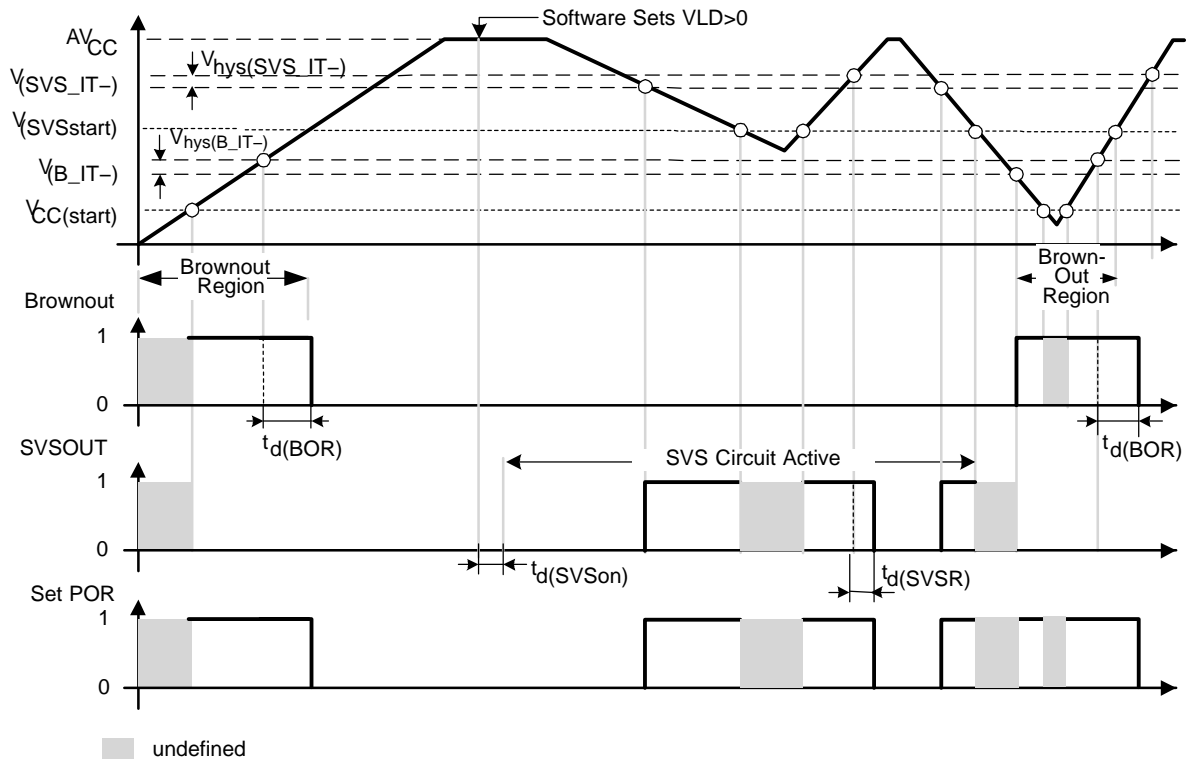 Software Sets VLD>0
AVCC
Vhys(SVS_IT–)
V(SVS_IT–)
V(SVSstart)
Vhys(B_IT–)
V(B_IT–)
VCC(start)
Brownout
Region
Brown-
Out
Region
Brownout
1
0
td(BOR)
td(BOR)
SVSOUT
SVS Circuit Active
1
0
td(SVSon)
td(SVSR)
Set POR
1
0
undefined